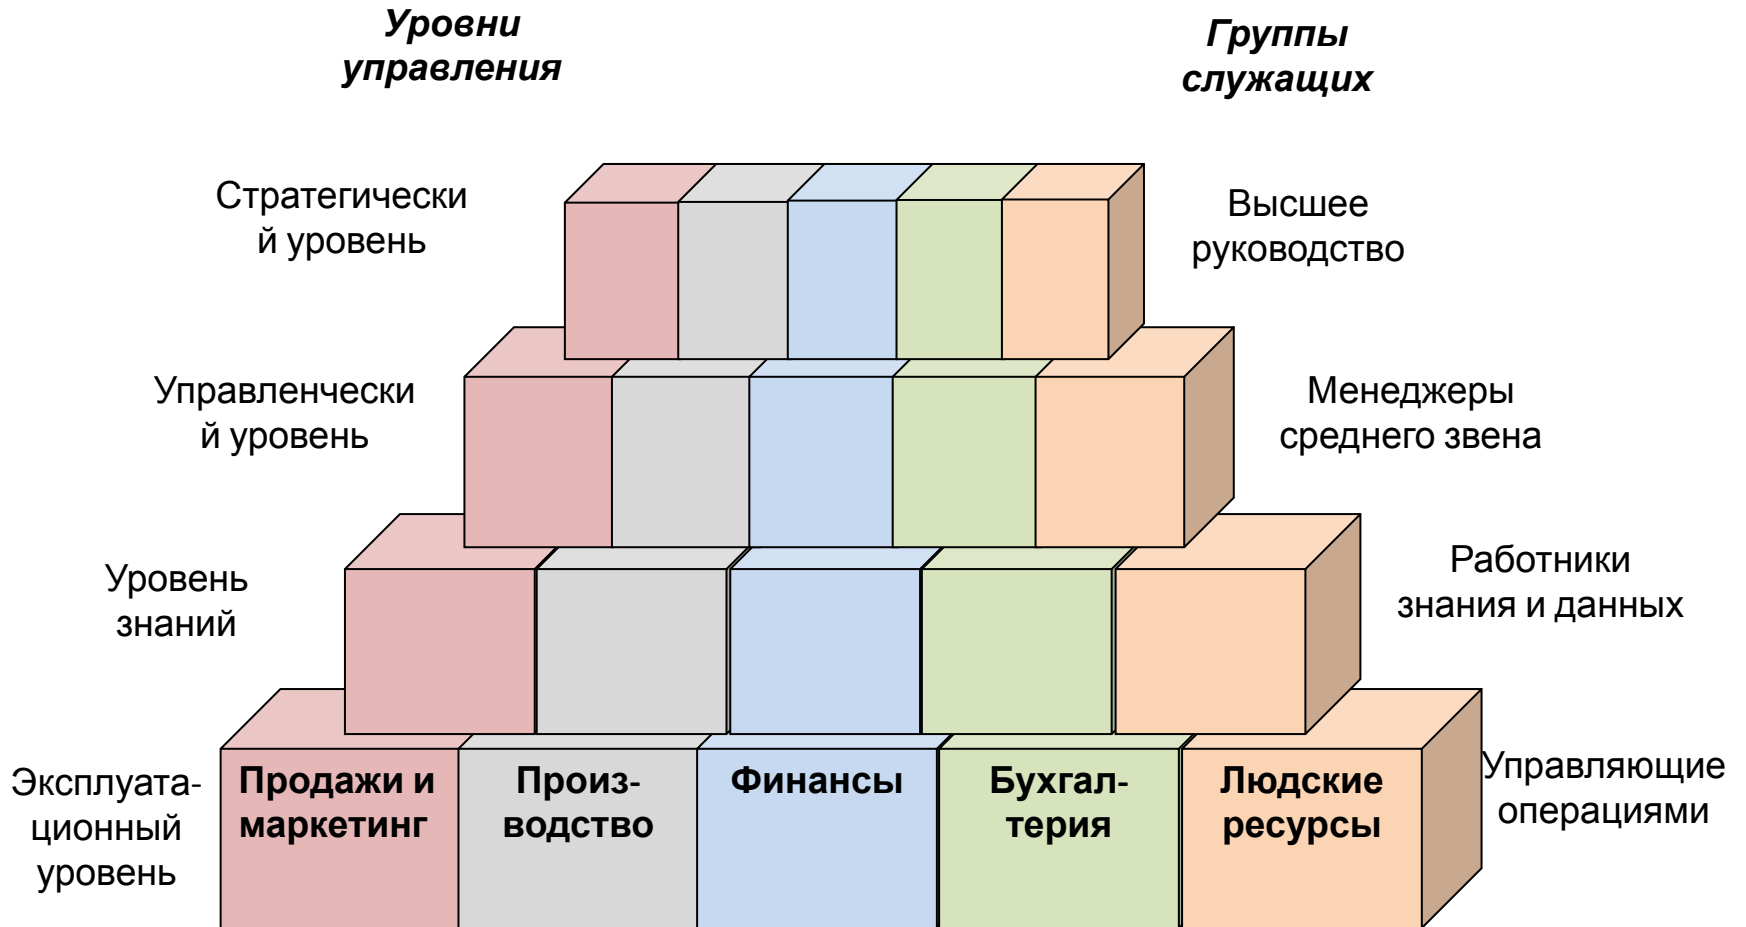 Уровни
управления
Группы
служащих
Стратегически
й уровень
Высшее
руководство
Управленчески
й уровень
Менеджеры
среднего звена
Уровень
знаний
Работники
знания и данных
Эксплуата-
ционный
уровень
Продажи и
маркетинг
Произ-
водство
Финансы
Бухгал-
терия
Людские
ресурсы
Управляющие
операциями